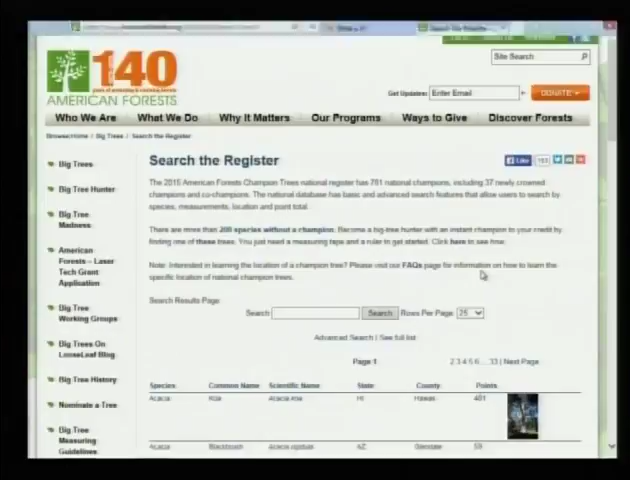 Site Search
140
years of protecting & restoring forests
AMERICAN FORESTS
Get Updates: Enter Email DONATE
Who We Are What We Do Why It Matters Our Programs Ways to Give Discover Forests
Browse:Home / Big Trees / Search the Register
Search the Register
Like
The 2015 American Forests Champion Trees national register has 781 national champions, including 37 newly crowned
champions and co-champions. The national database has basic and advanced search features that allow users to search by
species, measurements, location and point total.
There are more than 200 species without a champion. Become a big-tree hunter with an instant champion to your credit by
finding one of these trees. You just need a measuring tape and a ruler to get started. Click here to see how.
Note: Interested in learning the location of a champion tree? Please visit our FAQs page for information on how to learn the
specific location of national champion trees.
Search Results Page:
Search Search Rows Per Page: 25
Advanced Search | See full list
Page 1 2 3 4 5 6 ... 33 | Next Page
Species Common Name Scientific Name State County Points
Acacia Koa Acacia koa HI Hawaii
Acacia Blackbooch Acacia AZ
Big Trees
Big Tree Hunter
Big Tree
Madness
American
Forests – Laser
Tech Grant
Application
Big Tree
Working Groups
Big Trees On
LooseLeaf Blog
Big Tree History
Nominate a Tree
Big Tree
Measuring
Guidelines